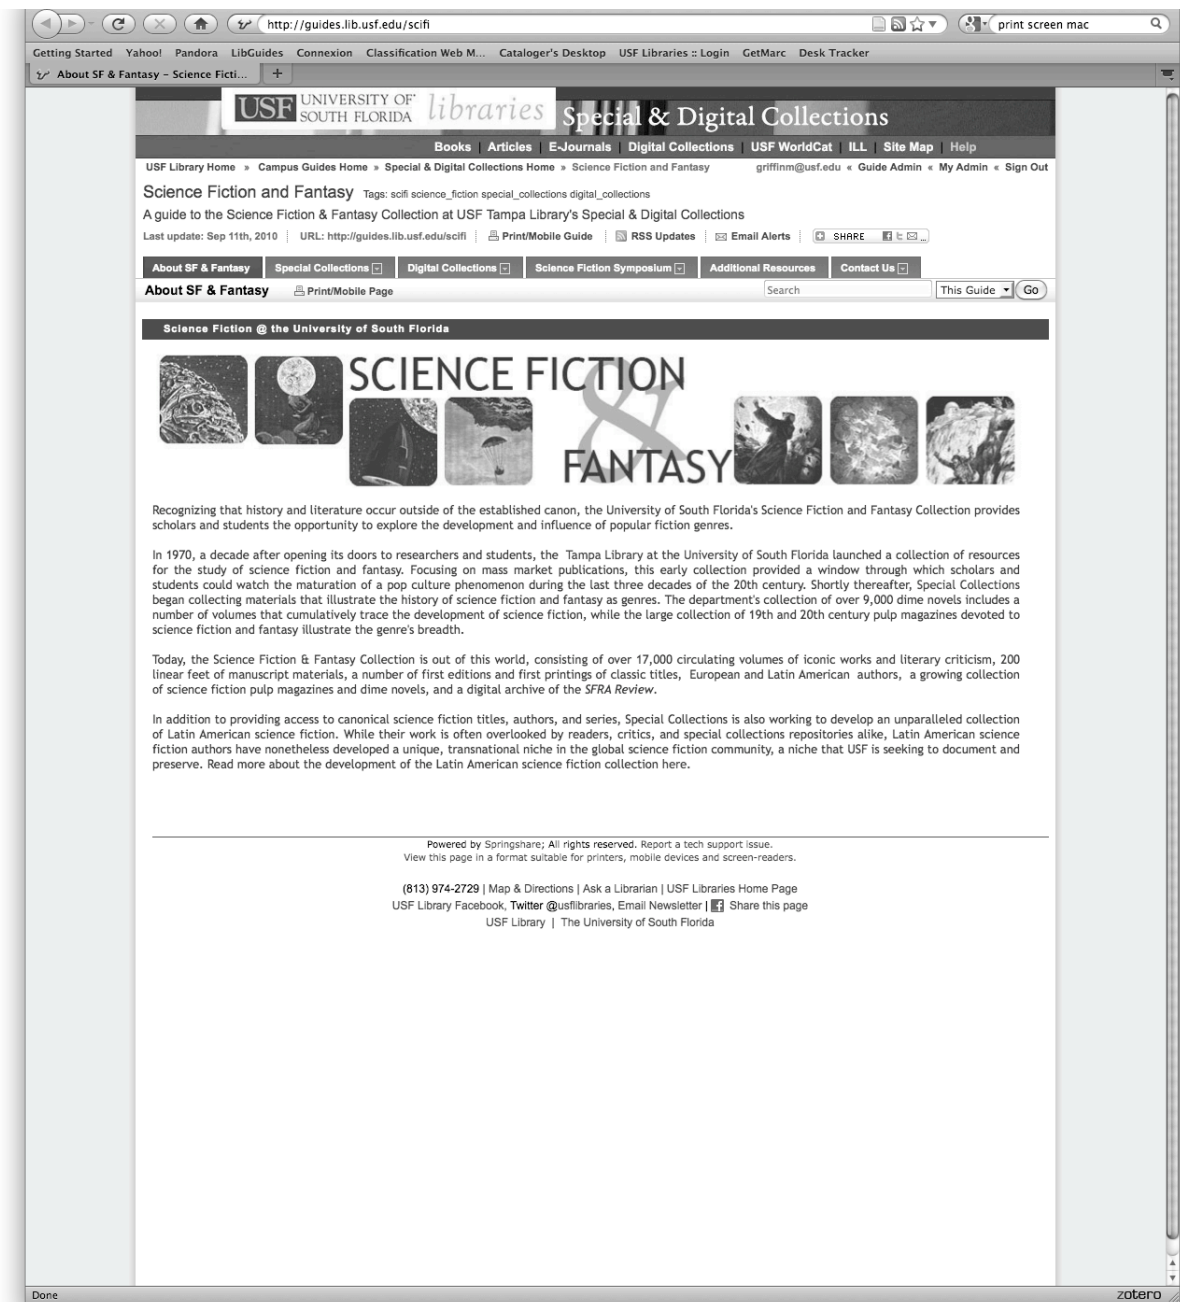 http://guides.lib.usf.edu/scifi
print screen mac
Getting Started Yahoo! Pandora LibGuides Connexion Classification Web M... Cataloger's Desktop USF Libraries :: Login GetMarc Desk Tracker
About SF & Fantasy – Science Ficti... +
USF UNIVERSITY OF SOUTH FLORIDA libraries
Special & Digital Collections
Books | Articles | E-Journals | Digital Collections | USF WorldCat | ILL | Site Map | Help
USF Library Home » Campus Guides Home » Special & Digital Collections Home » Science Fiction and Fantasy griffinm@usf.edu « Guide Admin « My Admin « Sign Out
Science Fiction and Fantasy Tags: scifi science_fiction special_collections digital_collections
A guide to the Science Fiction & Fantasy Collection at USF Tampa Library's Special & Digital Collections
Last update: Sep 11th, 2010 URL: http://guides.lib.usf.edu/scifi Print/Mobile Guide RSS Updates Email Alerts SHARE
About SF & Fantasy Special Collections Digital Collections Science Fiction Symposium Additional Resources Contact Us
About SF & Fantasy Print/Mobile Page Search This Guide Go
Science Fiction @ the University of South Florida
SCIENCE FICTION
&
FANTASY
Recognizing that history and literature occur outside of the established canon, the University of South Florida's Science Fiction and Fantasy Collection provides
scholars and students the opportunity to explore the development and influence of popular fiction genres.
In 1970, a decade after opening its doors to researchers and students, the Tampa Library at the University of South Florida launched a collection of resources
for the study of science fiction and fantasy. Focusing on mass market publications, this early collection provided a window through which scholars and
students could watch the maturation of a pop culture phenomenon during the last three decades of the 20th century. Shortly thereafter, Special Collections
began collecting materials that illustrate the history of science fiction and fantasy as genres. The department's collection of over 9,000 dime novels includes a
number of volumes that cumulatively trace the development of science fiction, while the large collection of 19th and 20th century pulp magazines devoted to
science fiction and fantasy illustrate the genre's breadth.
Today, the Science Fiction & Fantasy Collection is out of this world, consisting of over 17,000 circulating volumes of iconic works and literary criticism, 200
linear feet of manuscript materials, a number of first editions and first printings of classic titles, European and Latin American authors, a growing collection
of science fiction pulp magazines and dime novels, and a digital archive of the SFRA Review.
In addition to providing access to canonical science fiction titles, authors, and series, Special Collections is also working to develop an unparalleled collection
of Latin American science fiction. While their work is often overlooked by readers, critics, and special collections repositories alike, Latin American science
fiction authors have nonetheless developed a unique, transnational niche in the global science fiction community, a niche that USF is seeking to document and
preserve. Read more about the development of the Latin American science fiction collection here.
Powered by Springshare; All rights reserved. Report a tech support issue.
View this page in a format suitable for printers, mobile devices and screen-readers.
(813) 974-2729 | Map & Directions | Ask a Librarian | USF Libraries Home Page
USF Library Facebook, Twitter @usflibraries, Email Newsletter | Share this page
USF Library | The University of South Florida
Done zotero